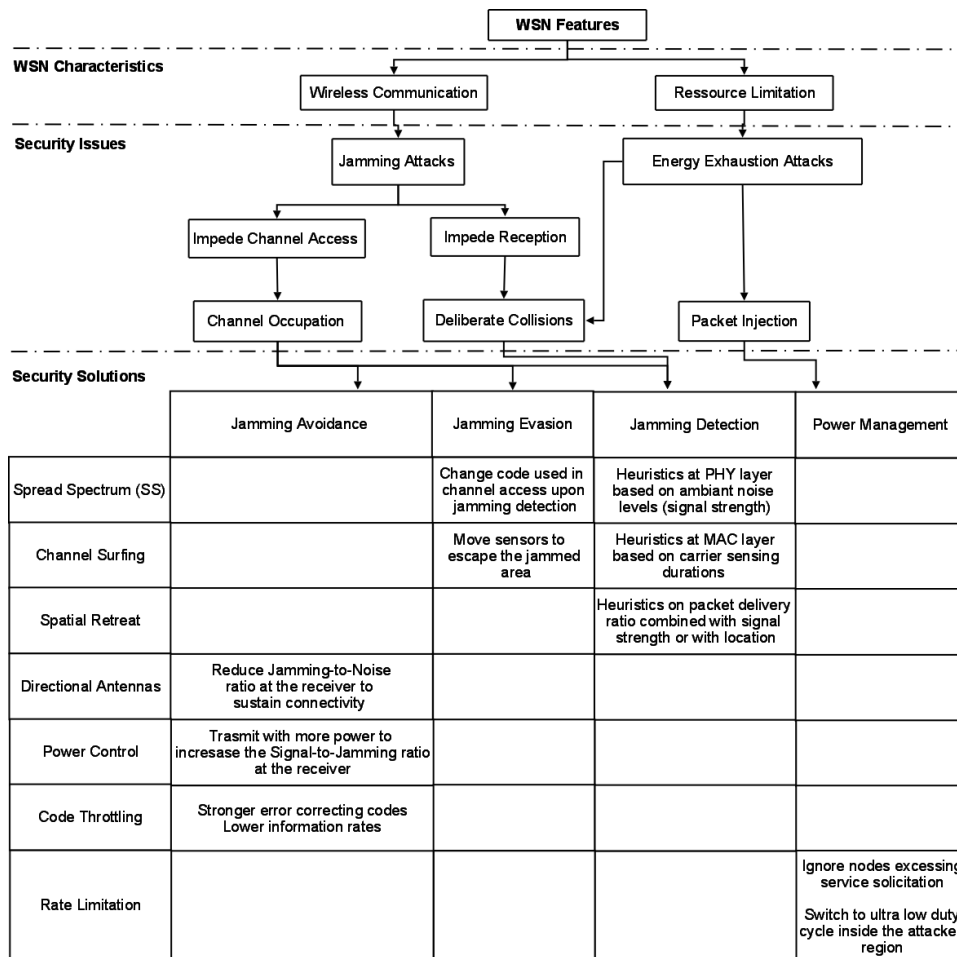 WSN Features
WSN Characteristics
Wireless Communication
Ressource Limitation
Security Issues
Jamming Attacks
Energy Exhaustion Attacks
Impede Channel Access
Impede Reception
Channel Occupation
Deliberate Collisions
Packet Injection
Security Solutions
Jamming Avoidance
Jamming Evasion
Jamming Detection
Power Management
Spread Spectrum (SS)
Change code used in
channel access upon
jamming detection
Heuristics at PHY layer
based on ambiant noise
levels (signal strength)
Channel Surfing
Move sensors to
escape the jammed
area
Heuristics at MAC layer
based on carrier sensing
durations
Spatial Retreat
Heuristics on packet delivery
ratio combined with signal
strength or with location
Directional Antennas
Reduce Jamming-to-Noise
ratio at the receiver to
sustain connectivity
Power Control
Trasmit with more power to
incresase the Signal-to-Jamming ratio
at the receiver
Code Throttling
Stronger error correcting codes
Lower information rates
Rate Limitation
Ignore nodes excessing
service solicitation
Switch to ultra low duty
cycle inside the attacke
region